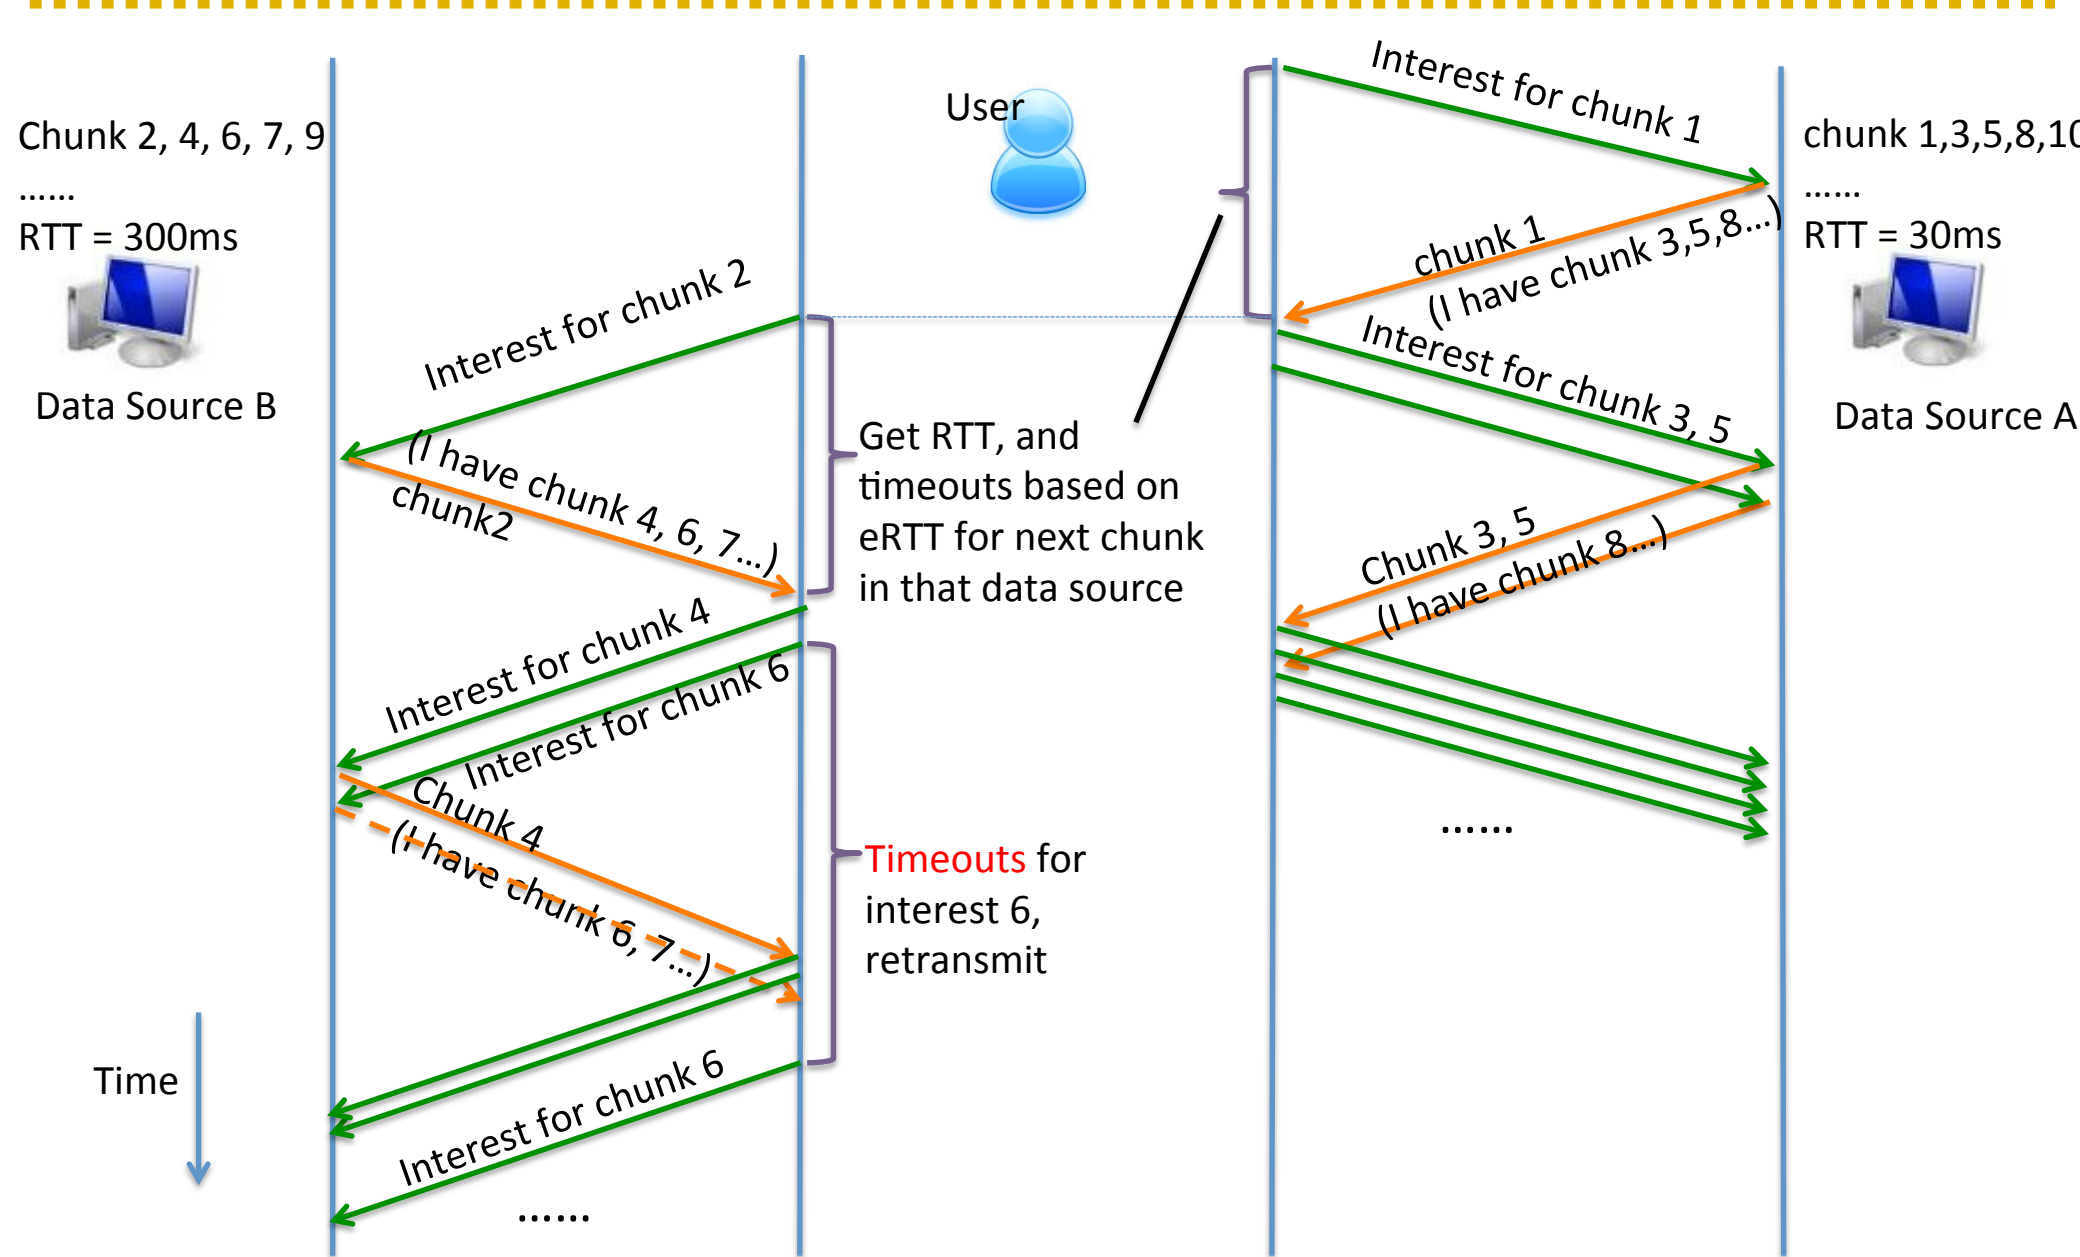 User
Chunk 2, 4, 6, 7, 9
……
RTT = 300ms
Data Source B
chunk 1,3,5,8,10
……
RTT = 30ms
Data Source A
Interest for chunk 1
chunk 1
(I have chunk 3,5,8…)
Interest for chunk 2
(I have chunk 4, 6, 7…)
chunk2
Interest for chunk 3, 5
Get RTT, and
timeouts based on
eRTT for next chunk
in that data source
Chunk 3, 5
(I have chunk 8…)
Interest for chunk 4
Interest for chunk 6
Chunk 4
(I have chunk 6, 7…)
……
Timeouts for
interest 6,
retransmit
Time
Interest for chunk 6
……